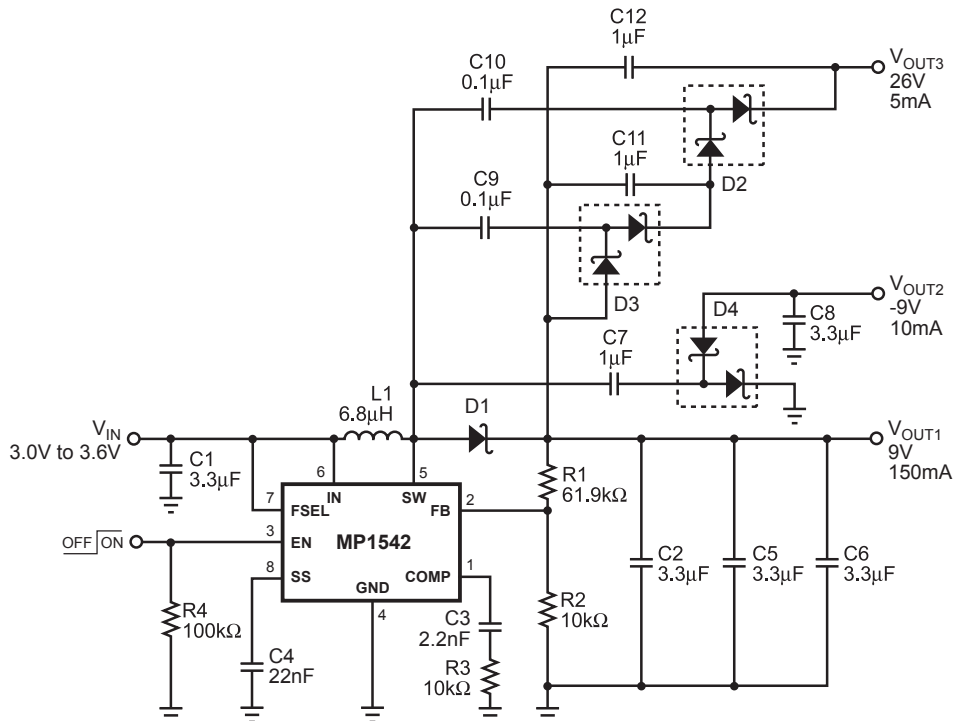 C12
1μF
VOUT3
26V
5mA
C10
0.1μF
C11
1μF
D2
C9
0.1μF
D3
VOUT2
-9V
10mA
D4
C8
3.3μF
C7
1μF
L1
6.8μH
D1
VIN
3.0V to 3.6V
VOUT1
9V
150mA
C1
3.3μF
6
5
IN
SW
R1
61.9kΩ
7
FSEL
FB
2
3
EN
MP1542
OFF ON
8
SS
COMP
1
GND
4
C2
3.3μF
C5
3.3μF
C6
3.3μF
R4
100kΩ
C3
2.2nF
R2
10kΩ
C4
22nF
R3
10kΩ